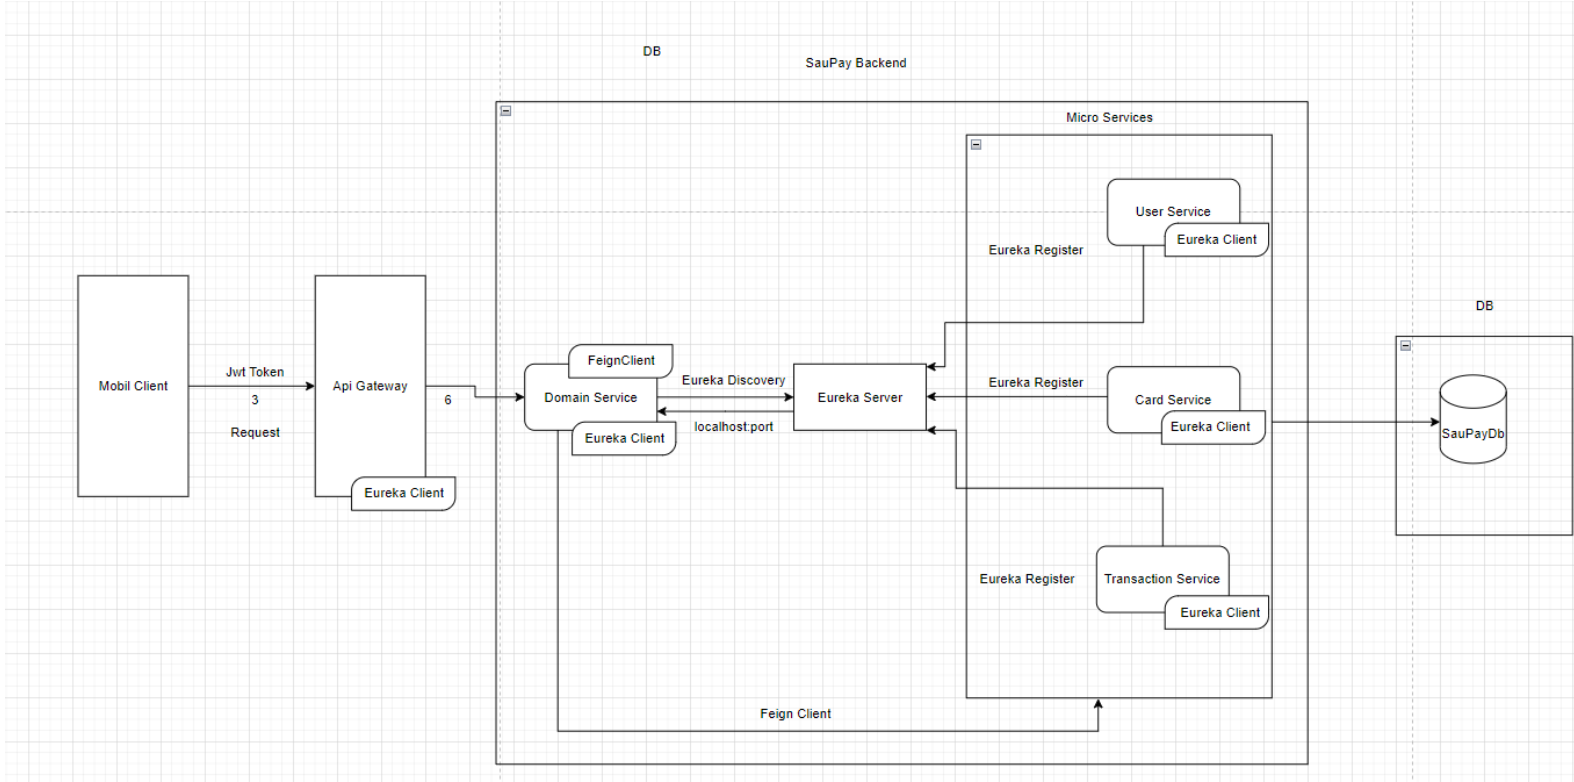 DB
SauPay Backend
Micro Services
User Service
Eureka Client
Eureka Register
DB
Mobil Client
Jwt Token
3
Request
Api Gateway
Eureka Client
6
FeignClient
Domain Service
Eureka Client
Eureka Discovery
localhost:port
Eureka Server
Eureka Register
Card Service
Eureka Client
SauPayDb
Eureka Register
Transaction Service
Eureka Client
Feign Client